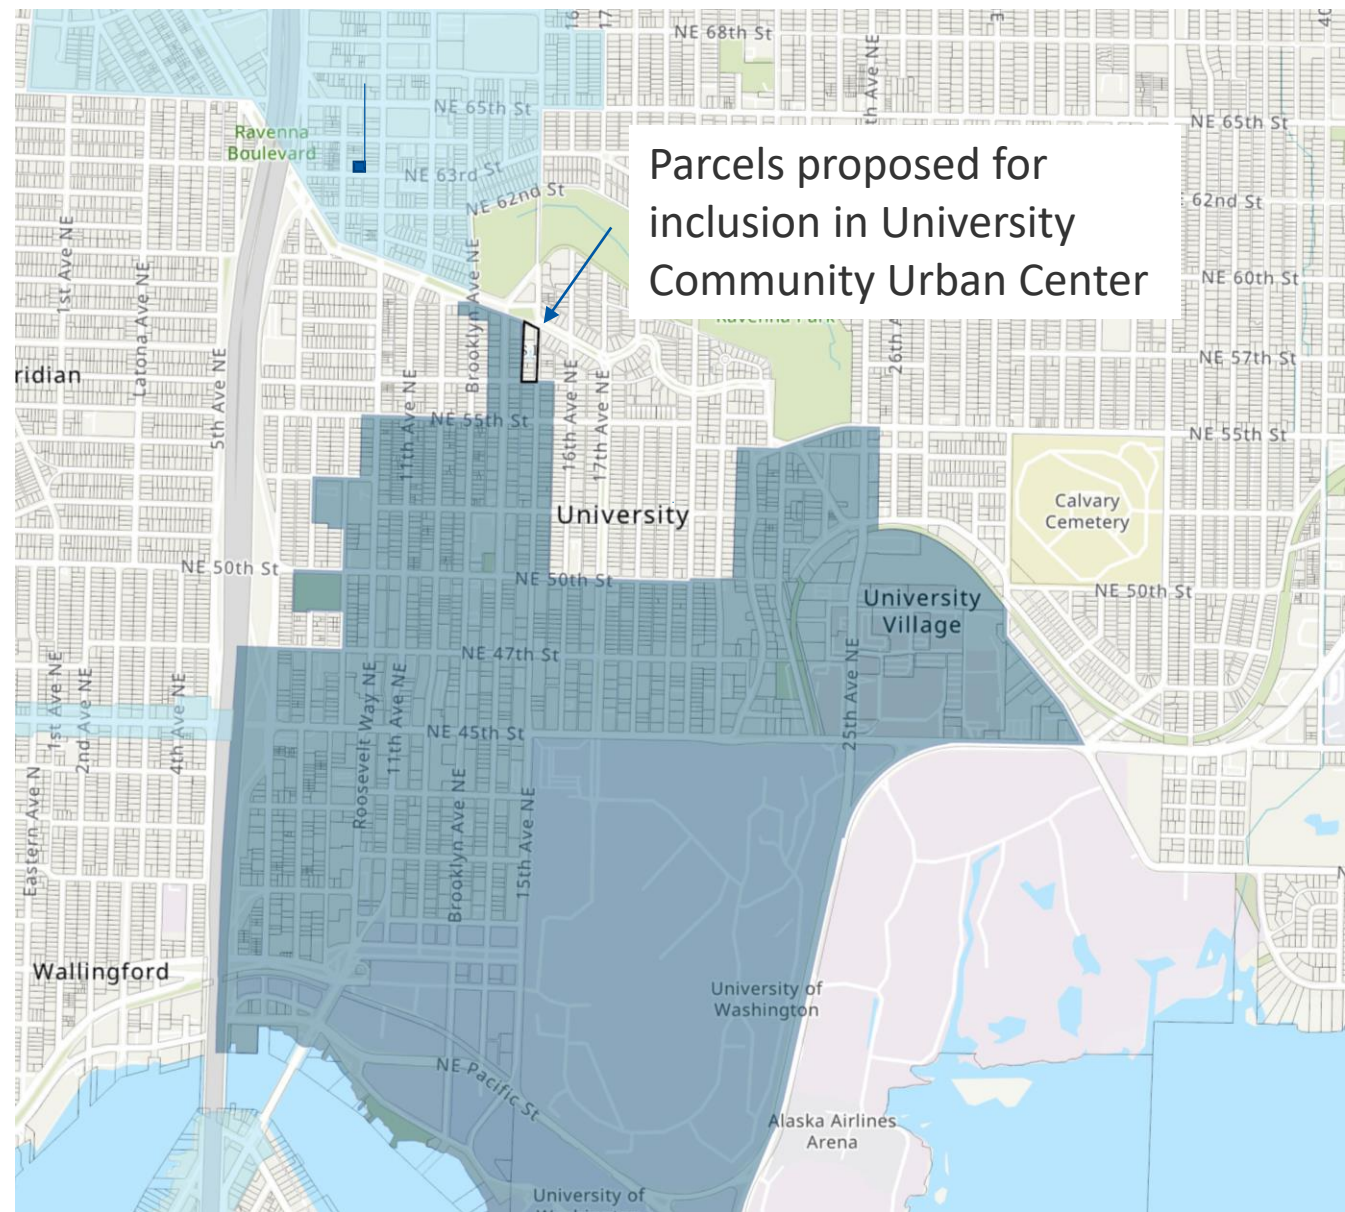 NE 68th St
NE 65th St
NE 65th St
Ravenna
Boulevard
NE 63rd St
NE 62nd St
62nd St
Parcels proposed for
inclusion in University
Community Urban Center
1st Ave NE
Latona Ave NE
5th Ave NE
Brooklyn Ave NE
NE 60th St
NE 57th St
ridian
11th Ave NE
NE 55th St
16th Ave NE
17th Ave NE
NE 55th St
University
Calvary
Cemetery
NE 50th St
NE 50th St
NE 50th St
University
Village
NE 47th St
1st Ave NE
2nd Ave NE
4th Ave NE
NE 45th St
Roosevelt Way NE
11th Ave NE
25th Ave NE
Eastern Ave N
Brooklyn Ave NE
15th Ave NE
Wallingford
University of
Washington
NE Pacific St
Alaska Airlines
Arena
University of